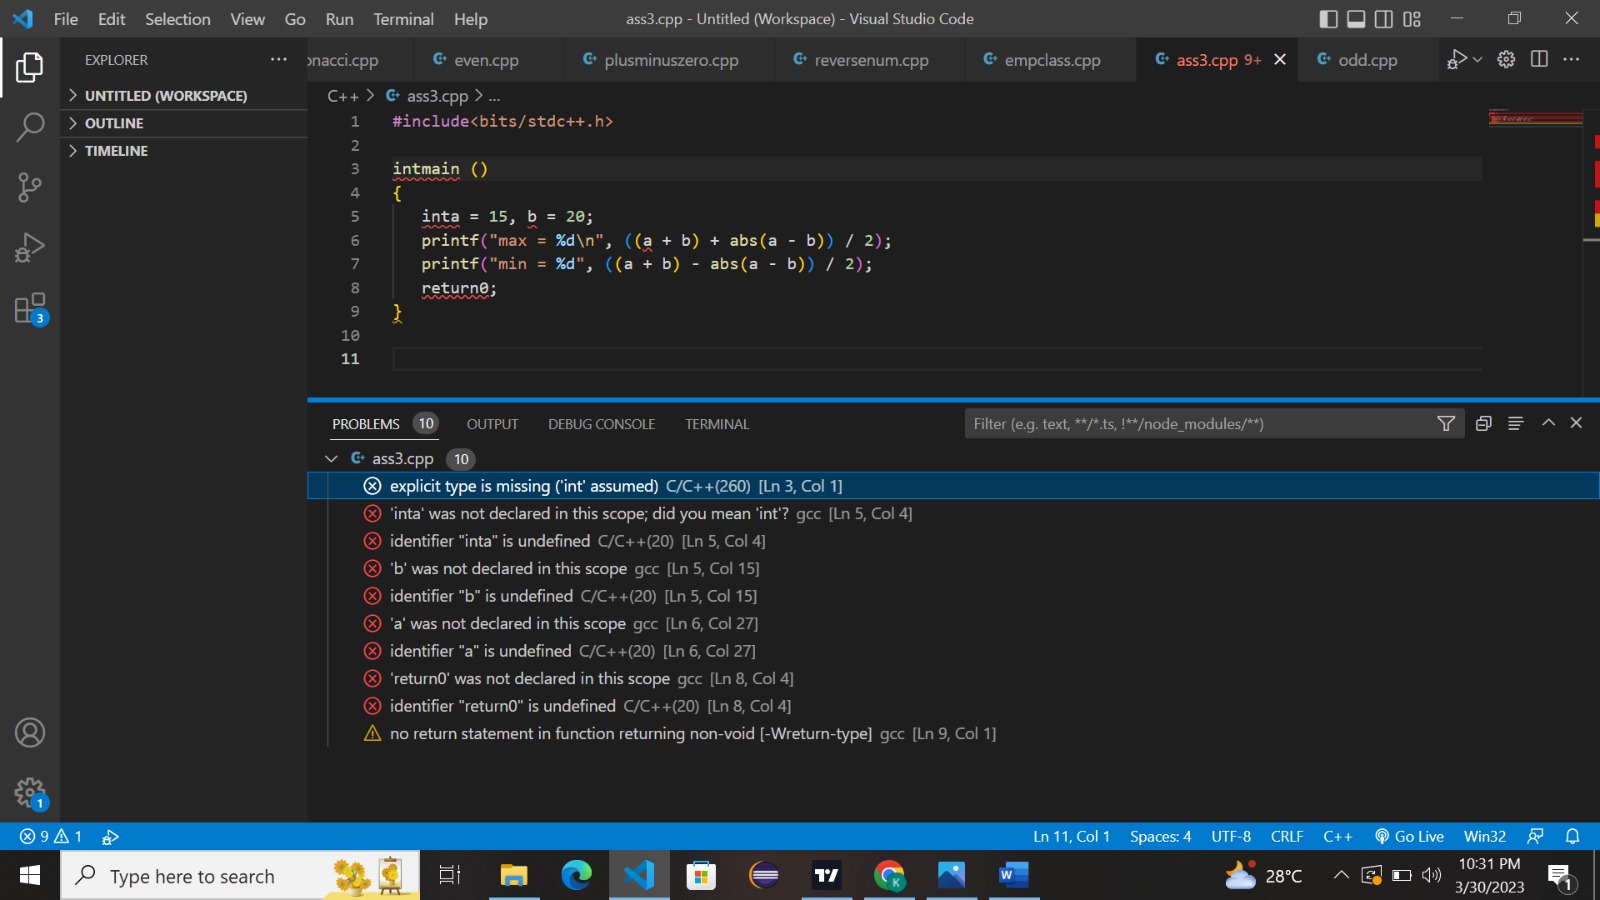 File Edit Selection View Go Run Terminal Help
ass3.cpp - Untitled (Workspace) - Visual Studio Code
EXPLORER
onacci.cpp even.cpp plusminuszero.cpp reversenum.cpp empclass.cpp ass3.cpp 9+ odd.cpp
UNTITLED (WORKSPACE)
OUTLINE
TIMELINE
C++ > ass3.cpp > ...
1 #include<bits/stdc++.h>
2
3 intmain ()
4 {
5 inta = 15, b = 20;
6 printf("max = %d\n", ((a + b) + abs(a - b)) / 2);
7 printf("min = %d", ((a + b) - abs(a - b)) / 2);
8 return0;
9 }
10
11
3
PROBLEMS 10 OUTPUT DEBUG CONSOLE TERMINAL
Filter (e.g. text, **/*.ts, !**/node_modules/**)
ass3.cpp 10
explicit type is missing ('int' assumed) C/C++(260) [Ln 3, Col 1]
'inta' was not declared in this scope; did you mean 'int'? gcc [Ln 5, Col 4]
identifier "inta" is undefined C/C++(20) [Ln 5, Col 4]
'b' was not declared in this scope gcc [Ln 5, Col 15]
identifier "b" is undefined C/C++(20) [Ln 5, Col 15]
'a' was not declared in this scope gcc [Ln 6, Col 27]
identifier "a" is undefined C/C++(20) [Ln 6, Col 27]
'return0' was not declared in this scope gcc [Ln 8, Col 4]
identifier "return0" is undefined C/C++(20) [Ln 8, Col 4]
no return statement in function returning non-void [-Wreturn-type] gcc [Ln 9, Col 1]
1
9 1
Ln 11, Col 1 Spaces: 4 UTF-8 CRLF C++ Go Live Win32
Type here to search
K
W
28°C
10:31 PM
3/30/2023
1